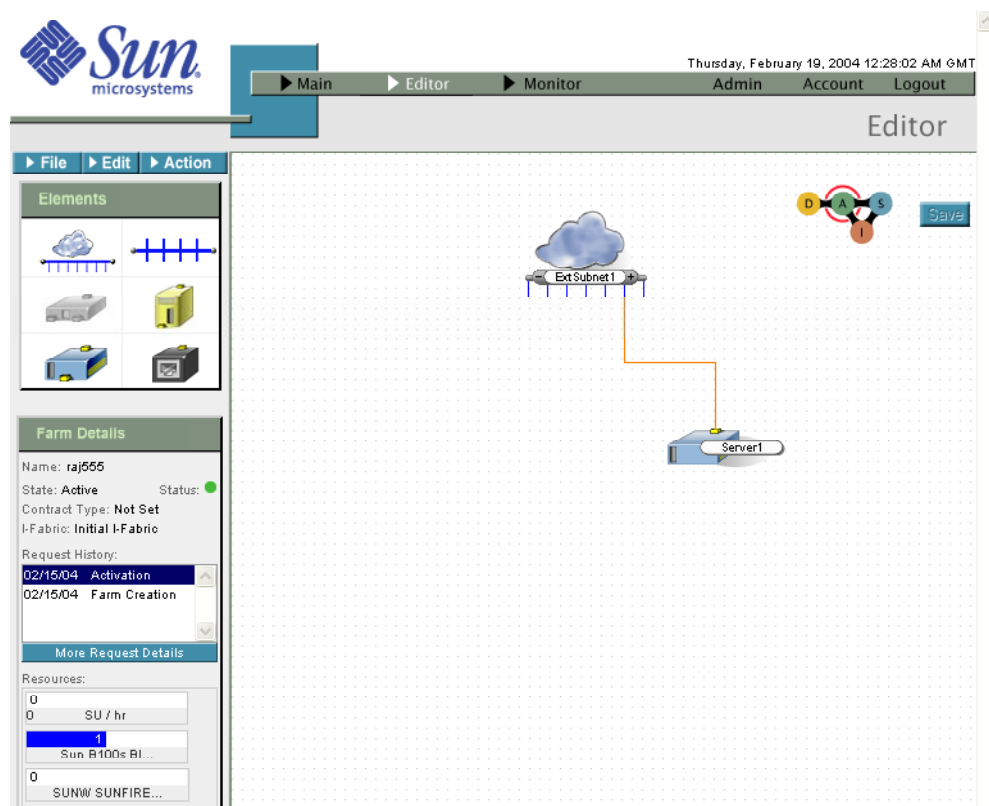 Sun
microsystems
Thursday, February 19, 2004 12:28:02 AM GMT
Main Editor Monitor Admin Account Logout
Editor
File Edit Action
Elements
D A S
I
Save
ExtSubnet1
Server1
Farm Details
Name: raj555
State: Active Status:
Contract Type: Not Set
I-Fabric: Initial I-Fabric
Request History:
02/15/04 Activation
02/15/04 Farm Creation
More Request Details
Resources:
0
0 SU / hr
1
Sun B100s Bl...
0
SUNW SUNFIRE...